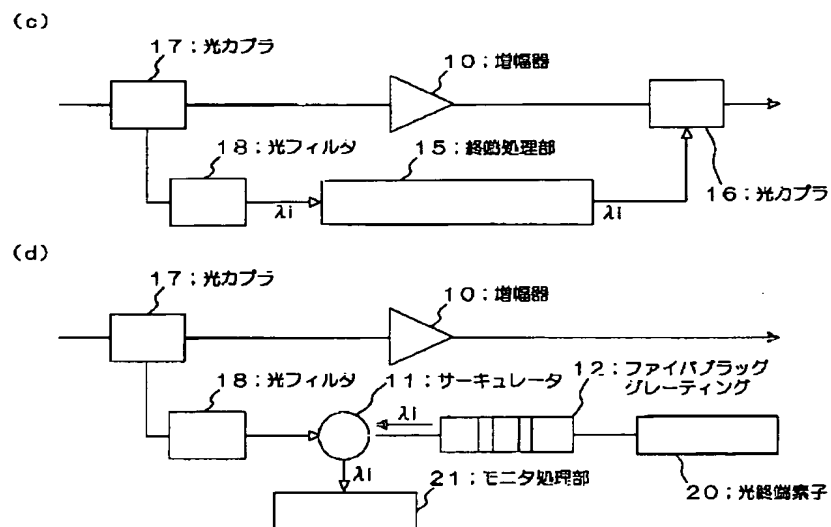 (c)
17;光カプラ
10;増幅器
18;光フィルタ
15;終端処理部
λi
λi
16;光カプラ
(d)
17;光カプラ
10;増幅器
18;光フィルタ
11;サーキュレータ
12;ファイバブラッグ
グレーティング
λi
λi
21;モニタ処理部
20;光終端素子